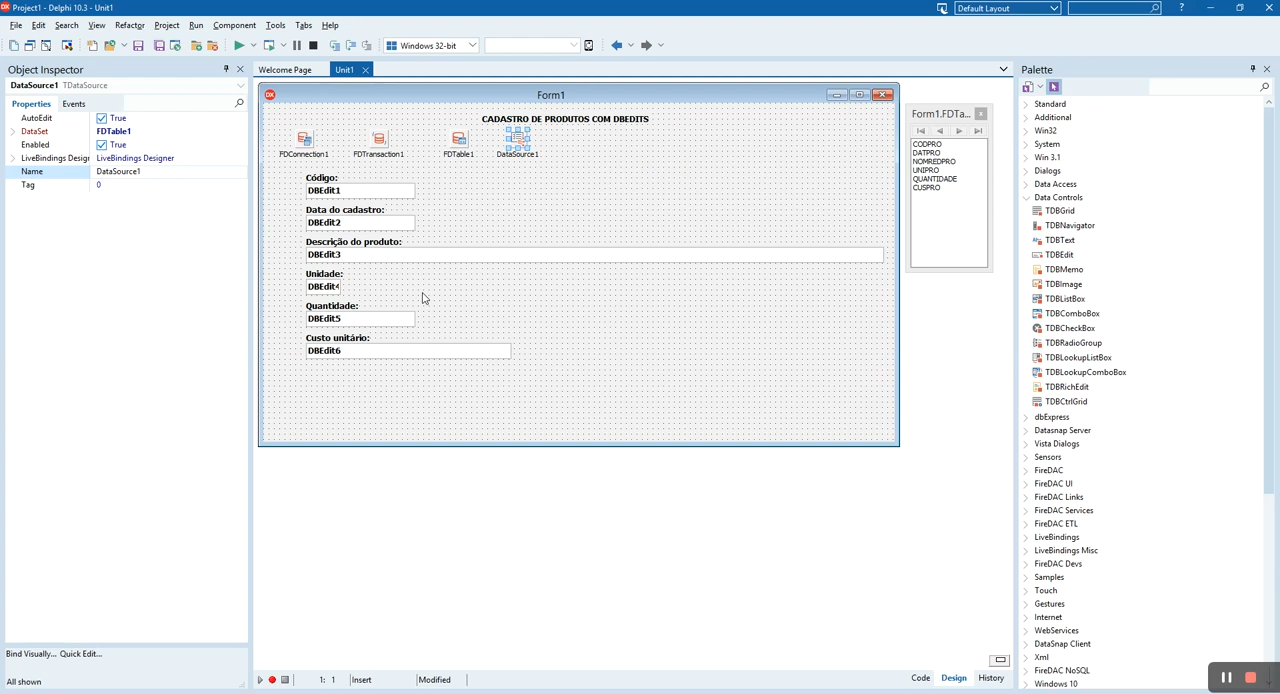 Project1 - Delphi 10.3 - Unit1
Default Layout
File Edit Search View Refactor Project Run Component Tools Tabs Help
Windows 32-bit
Object Inspector
DataSource1 TDataSource
Properties Events
AutoEdit True
DataSet FDTable1
Enabled True
LiveBindings Desigr LiveBindings Designer
Name DataSource1
Tag 0
Bind Visually... Quick Edit...
All shown
Welcome Page Unit1
Form1
CADASTRO DE PRODUTOS COM DBEDITS
FDConnection1 FDTransaction1 FDTable1 DataSource1
Código:
DBEdit1
Data do cadastro:
DBEdit2
Descrição do produto:
DBEdit3
Unidade:
DBEdit4
Quantidade:
DBEdit5
Custo unitário:
DBEdit6
Form1.FDTa...
CODPRO
DATPRO
NOMREDPRO
UNIPRO
QUANTIDADE
CUSPRO
1: 1 Insert Modified
Code Design History
Palette
Standard
Additional
Win32
System
Win 3.1
Dialogs
Data Access
Data Controls
TDBGrid
TDBNavigator
TDBText
TDBEdit
TDBMemo
TDBImage
TDBListBox
TDBComboBox
TDBCheckBox
TDBRadioGroup
TDBLookupListBox
TDBLookupComboBox
TDBRichEdit
TDBCtrlGrid
dbExpress
Datasnap Server
Vista Dialogs
Sensors
FireDAC
FireDAC UI
FireDAC Links
FireDAC Services
FireDAC ETL
LiveBindings
LiveBindings Misc
FireDAC Devs
Samples
Touch
Gestures
Internet
WebServices
DataSnap Client
Xml
FireDAC NoSQL
Windows 10